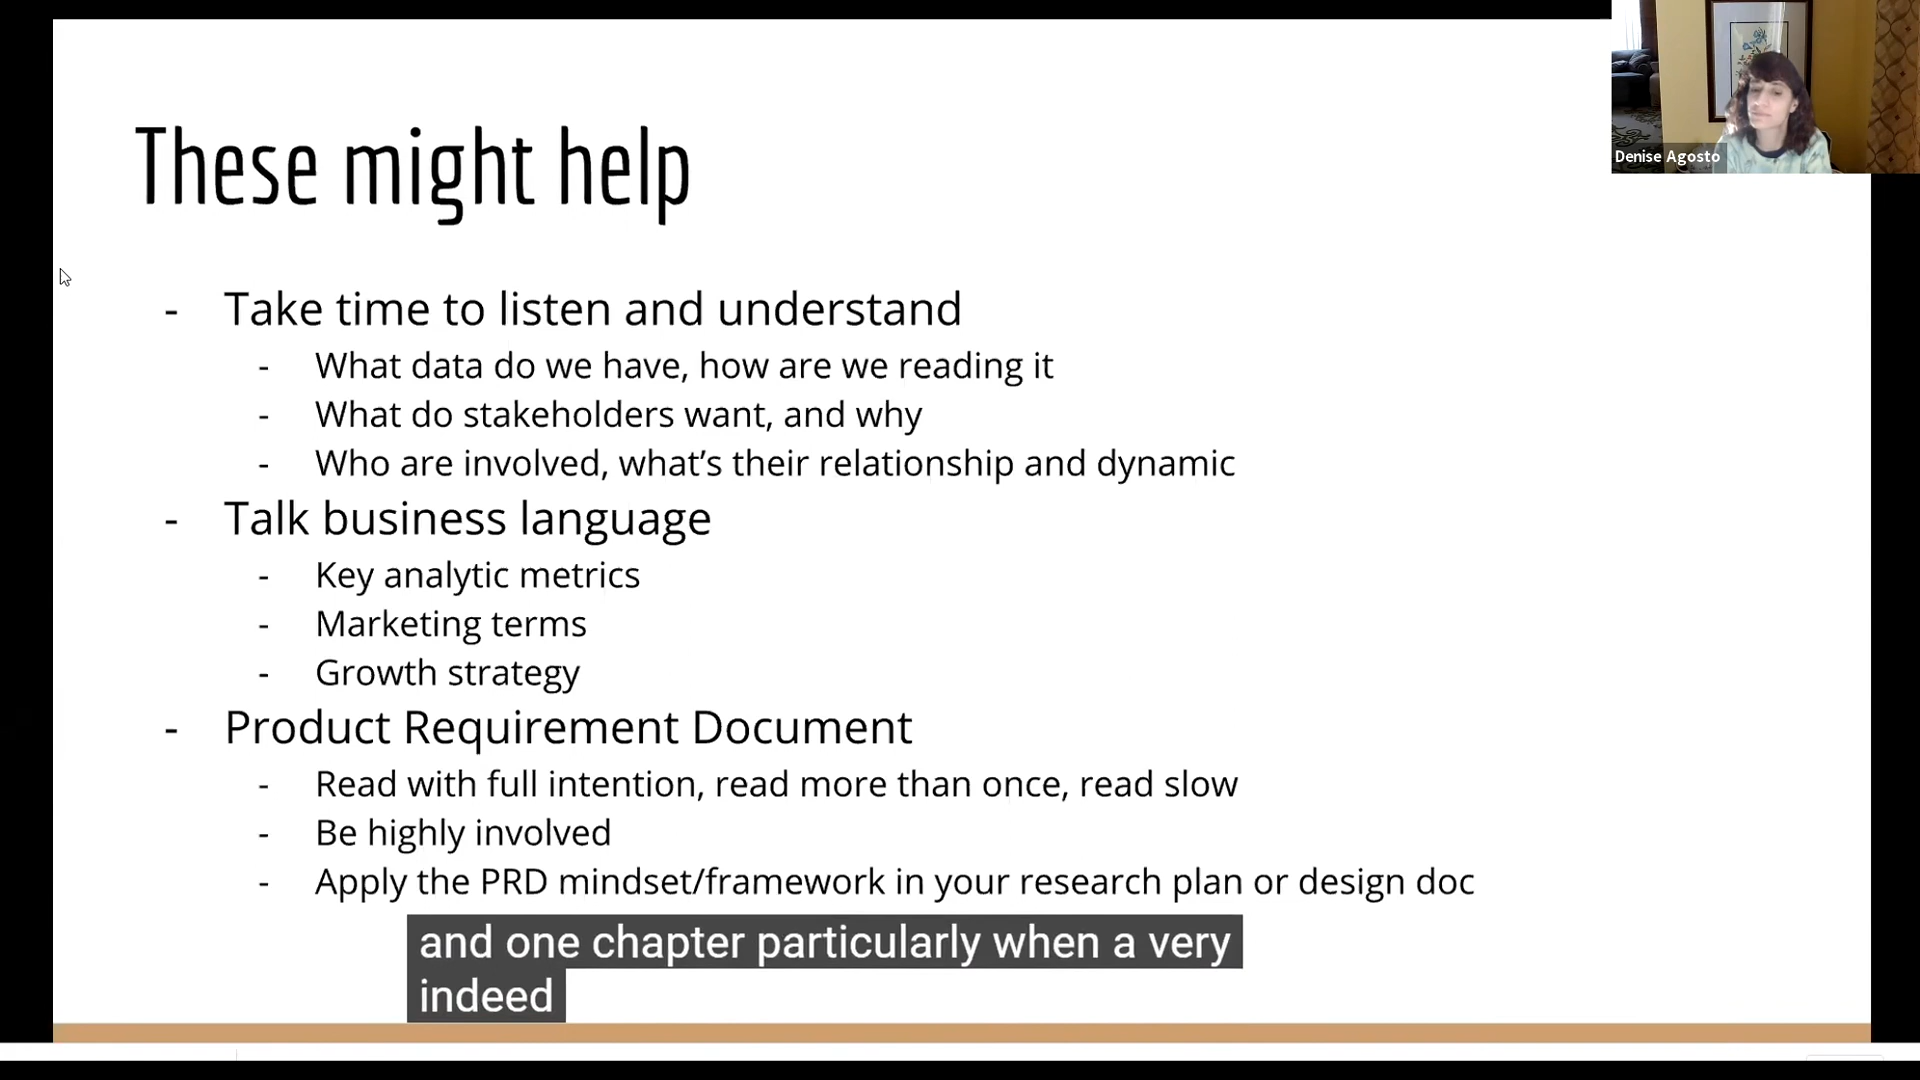 Denise Agosto
These might help
- Take time to listen and understand
- What data do we have, how are we reading it
- What do stakeholders want, and why
- Who are involved, what’s their relationship and dynamic
- Talk business language
- Key analytic metrics
- Marketing terms
- Growth strategy
- Product Requirement Document
- Read with full intention, read more than once, read slow
- Be highly involved
- Apply the PRD mindset/framework in your research plan or design doc
and one chapter particularly when a very
indeed